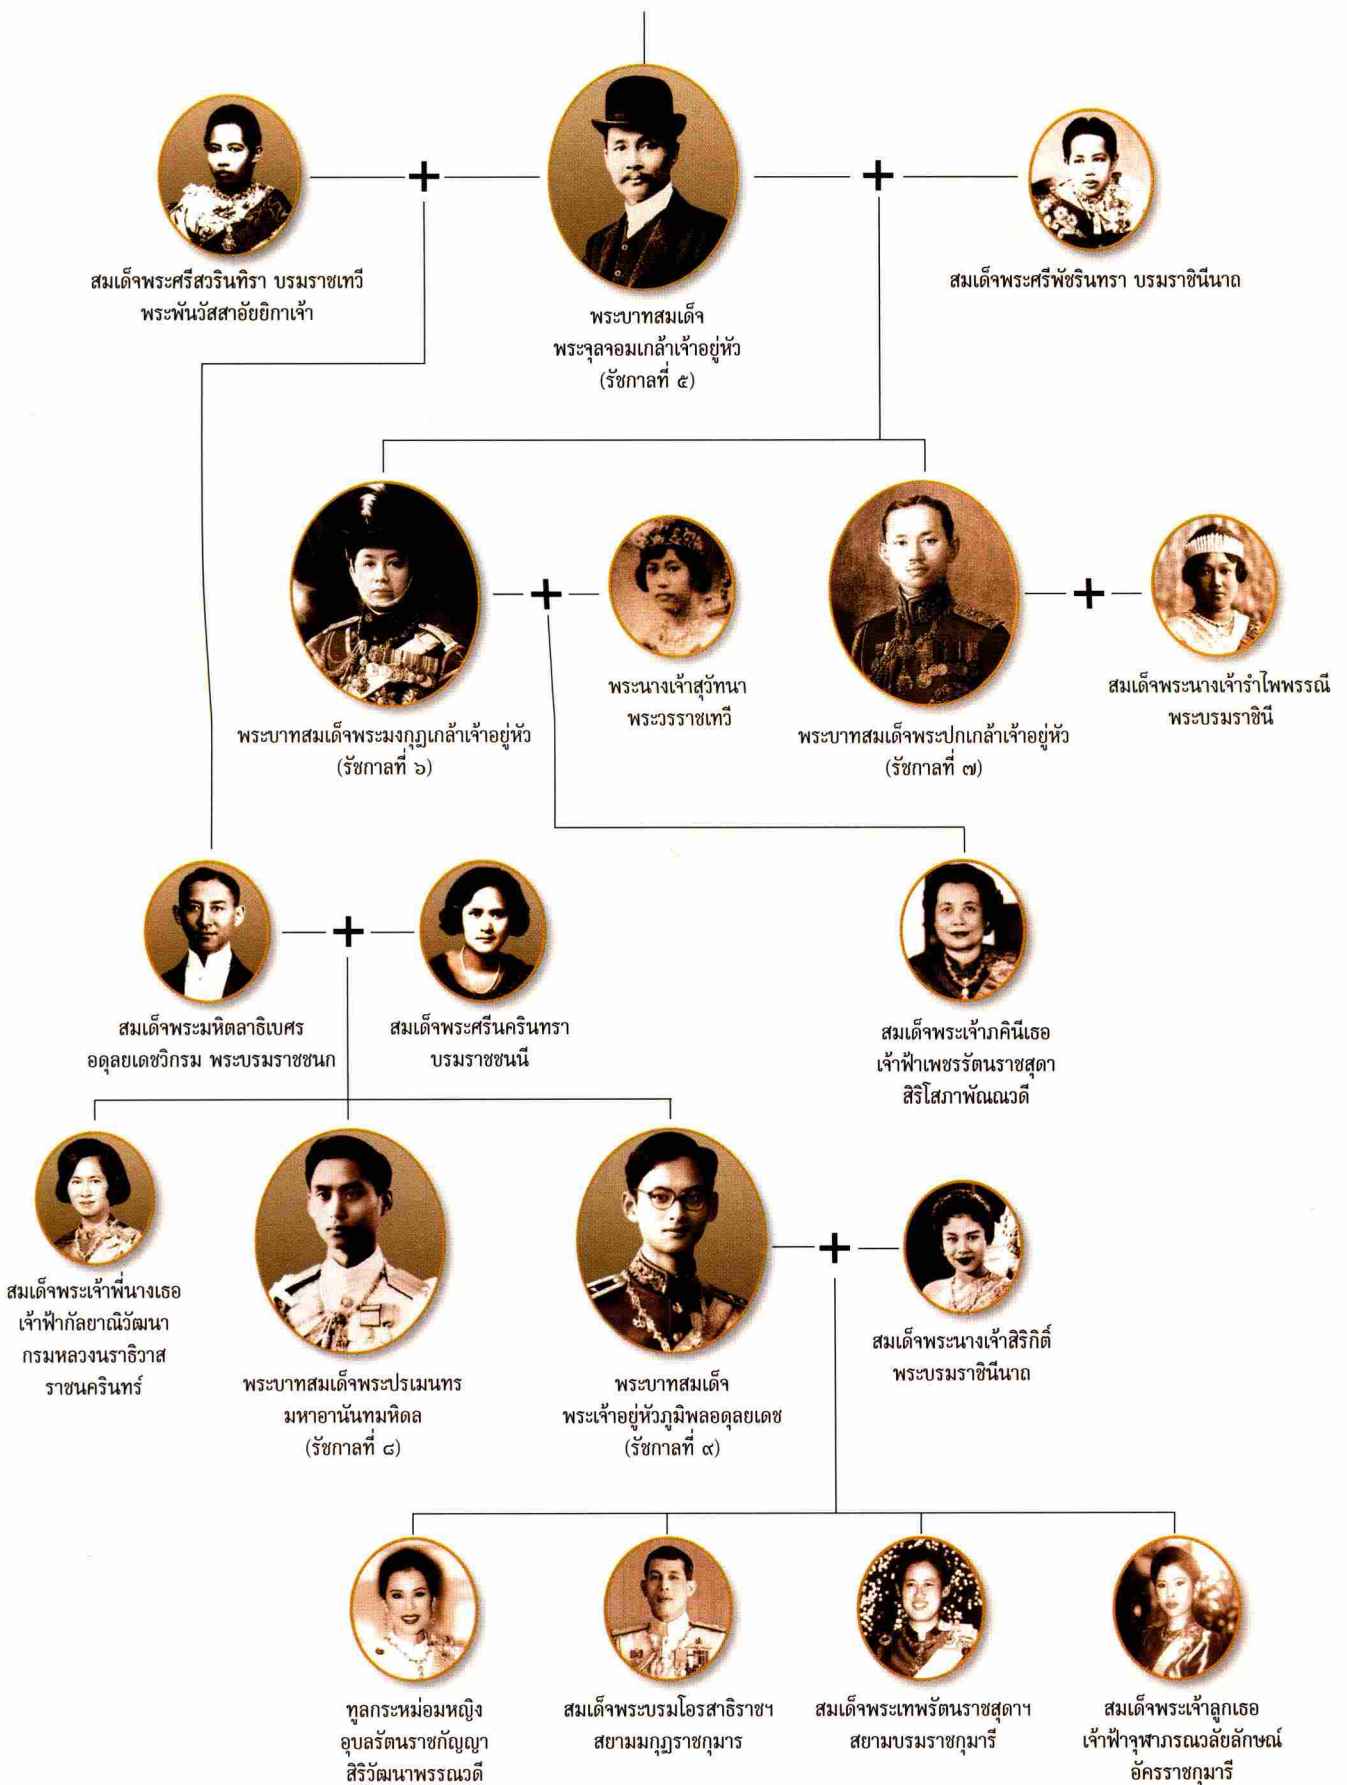 สมเด็จพระศรีสวรินทิรา บรมราชเทวี
พระพันวัสสาอัยยิกาเจ้า
พระบาทสมเด็จ
พระจุลจอมเกล้าเจ้าอยู่หัว
(รัชกาลที่ ๕)
สมเด็จพระศรีพัชรินทรา บรมราชินีนาถ
พระบาทสมเด็จพระมงกุฎเกล้าเจ้าอยู่หัว
(รัชกาลที่ ๖)
พระนางเจ้าสุวัทนา
พระวรราชเทวี
พระบาทสมเด็จพระปกเกล้าเจ้าอยู่หัว
(รัชกาลที่ ๗)
สมเด็จพระนางเจ้ารำไพพรรณี
พระบรมราชินี
สมเด็จพระมหิตลาธิเบศร
อดุลยเดชวิกรม พระบรมราชชนก
สมเด็จพระศรีนครินทรา
บรมราชชนนี
สมเด็จพระเจ้าภคินีเธอ
เจ้าฟ้าเพชรรัตนราชสุดา
สิริโสภาพัณณวดี
สมเด็จพระเจ้าพี่นางเธอ
เจ้าฟ้ากัลยาณิวัฒนา
กรมหลวงนราธิวาส
ราชนครินทร์
พระบาทสมเด็จพระปรเมนทร
มหาอานันทมหิดล
(รัชกาลที่ ๘)
พระบาทสมเด็จ
พระเจ้าอยู่หัวภูมิพลอดุลยเดช
(รัชกาลที่ ๙)
สมเด็จพระนางเจ้าสิริกิติ์
พระบรมราชินีนาถ
ทูลกระหม่อมหญิง
อุบลรัตนราชกัญญา
สิริวัฒนาพรรณวดี
สมเด็จพระบรมโอรสาธิราชฯ
สยามมกุฎราชกุมาร
สมเด็จพระเทพรัตนราชสุดาฯ
สยามบรมราชกุมารี
สมเด็จพระเจ้าลูกเธอ
เจ้าฟ้าจุฬาภรณวลัยลักษณ์
อัครราชกุมารี